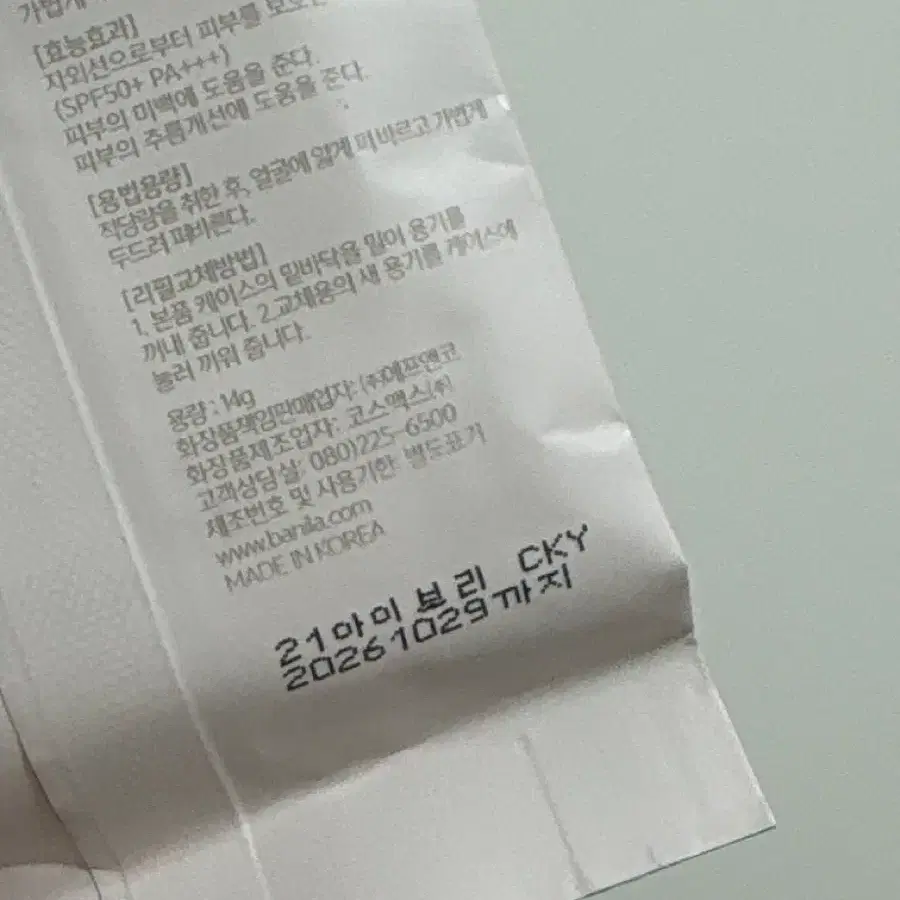 가볍게
[효능효과]
자외선으로부터 피부를 보호한
(SPF50+ PA+++)
피부의 미백에 도움을 준다.
피부의 주름개선에 도움을 준다.
[용법용량]
적당량을 취한 후, 얼굴에 얇게 펴 바르고 가볍게
두드려 펴바른다.
[리필교체방법]
1. 본품 케이스의 밑바닥을 밀어 용기를
꺼내 줍니다. 2.교체용의 새 용기를 케이스에
눌러 끼워 줍니다.
용량 : 14g
화장품책임판매업자: (주)에프앤코
화장품제조업자: 코스맥스(주)
고객상담실: 080)225-6500
제조번호 및 사용기한: 별도표기
www.banila.com
MADE IN KOREA
21아이보리 CKY
20261029까지